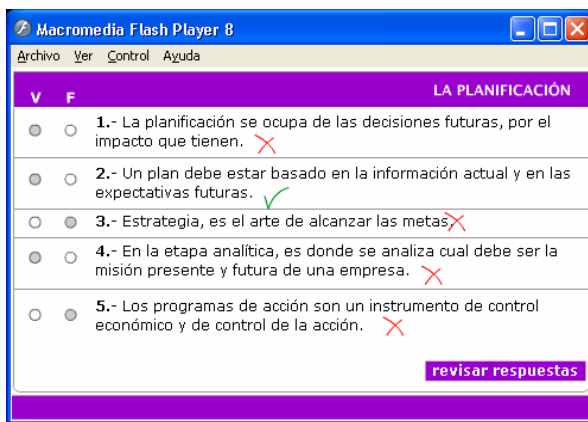 Macromedia Flash Player 8
Archivo Ver Control Ayuda
LA PLANIFICACIÓN
V F
1.- La planificación se ocupa de las decisiones futuras, por el
impacto que tienen.
2.- Un plan debe estar basado en la información actual y en las
expectativas futuras.
3.- Estrategia, es el arte de alcanzar las metas.
4.- En la etapa analítica, es donde se analiza cual debe ser la
misión presente y futura de una empresa.
5.- Los programas de acción son un instrumento de control
económico y de control de la acción.
revisar respuestas